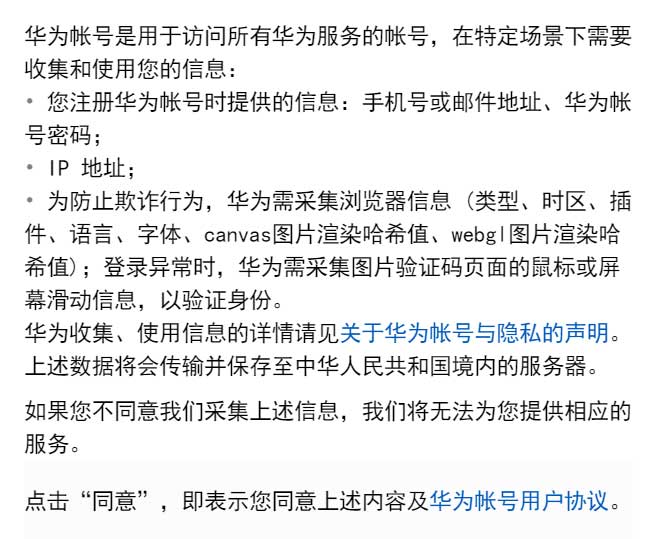 华为帐号是用于访问所有华为服务的帐号，在特定场景下需要
收集和使用您的信息：
• 您注册华为帐号时提供的信息：手机号或邮件地址、华为帐
号密码；
• IP 地址；
• 为防止欺诈行为，华为需采集浏览器信息 (类型、时区、插
件、语言、字体、canvas图片渲染哈希值、webgl图片渲染哈
希值)；登录异常时，华为需采集图片验证码页面的鼠标或屏
幕滑动信息，以验证身份。
华为收集、使用信息的详情请见关于华为帐号与隐私的声明。
上述数据将会传输并保存至中华人民共和国境内的服务器。
如果您不同意我们采集上述信息，我们将无法为您提供相应的
服务。
点击“同意”，即表示您同意上述内容及华为帐号用户协议。